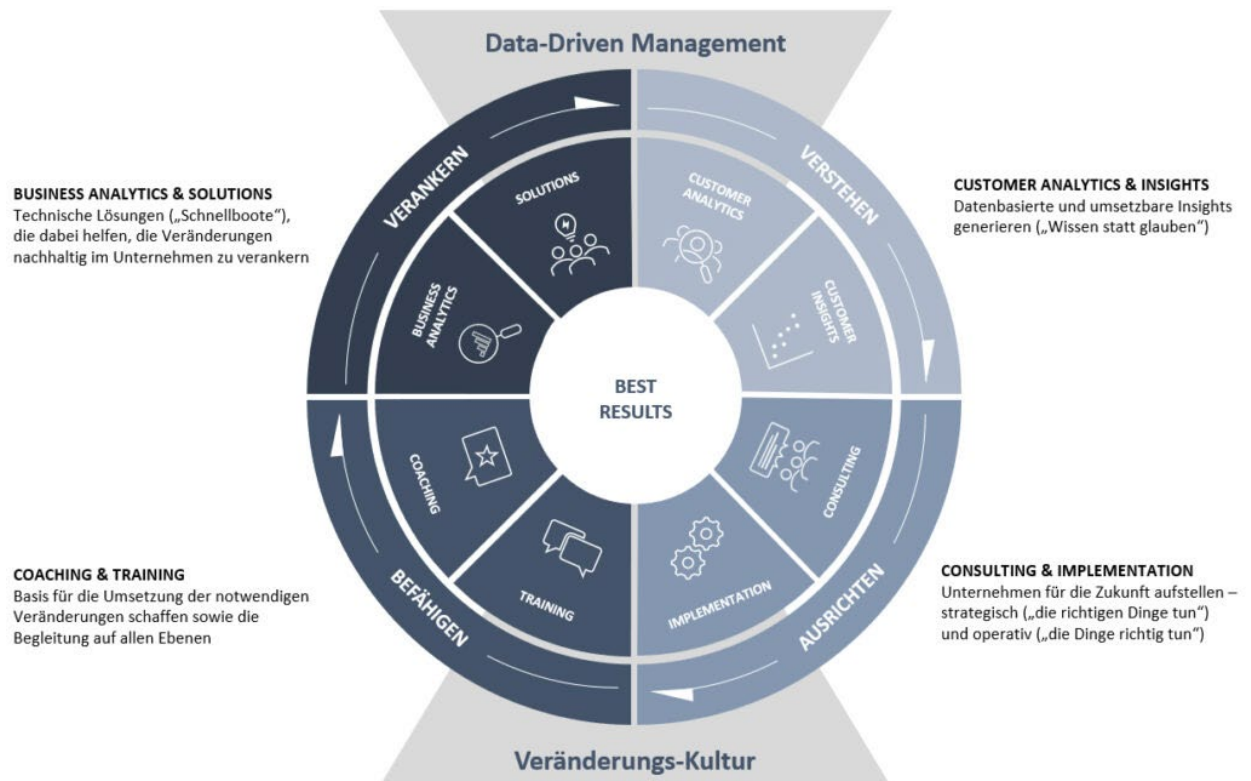 Data-Driven Management
VERANKERN
VERSTEHEN
SOLUTIONS
CUSTOMER
ANALYTICS
BUSINESS ANALYTICS & SOLUTIONS
Technische Lösungen („Schnellboote“),
die dabei helfen, die Veränderungen
nachhaltig im Unternehmen zu verankern
CUSTOMER ANALYTICS & INSIGHTS
Datenbasierte und umsetzbare Insights
generieren („Wissen statt glauben“)
BUSINESS
ANALYTICS
CUSTOMER
INSIGHTS
BEST
RESULTS
COACHING
CONSULTING
TRAINING
IMPLEMENTATION
COACHING & TRAINING
Basis für die Umsetzung der notwendigen
Veränderungen schaffen sowie die
Begleitung auf allen Ebenen
CONSULTING & IMPLEMENTATION
Unternehmen für die Zukunft aufstellen –
strategisch („die richtigen Dinge tun“)
und operativ („die Dinge richtig tun“)
BEFÄHIGEN
AUSRICHTEN
Veränderungs-Kultur